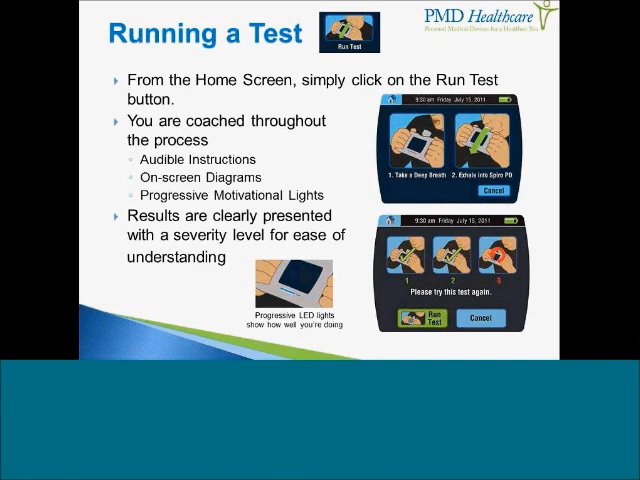 Running a Test
Run Test
PMD Healthcare
Personal Medical Devices for a Healthier You
From the Home Screen, simply click on the Run Test
button.
You are coached throughout
the process
Audible Instructions
On-screen Diagrams
Progressive Motivational Lights
Results are clearly presented
with a severity level for ease of
understanding
Progressive LED lights
show how well you're doing
9:30 am Friday July 15, 2011
1. Take a Deep Breath 2. Exhale into Spiro PD
Cancel
9:30 am Friday July 15, 2011
1 2 3
Please try this test again.
Run
Test
Cancel